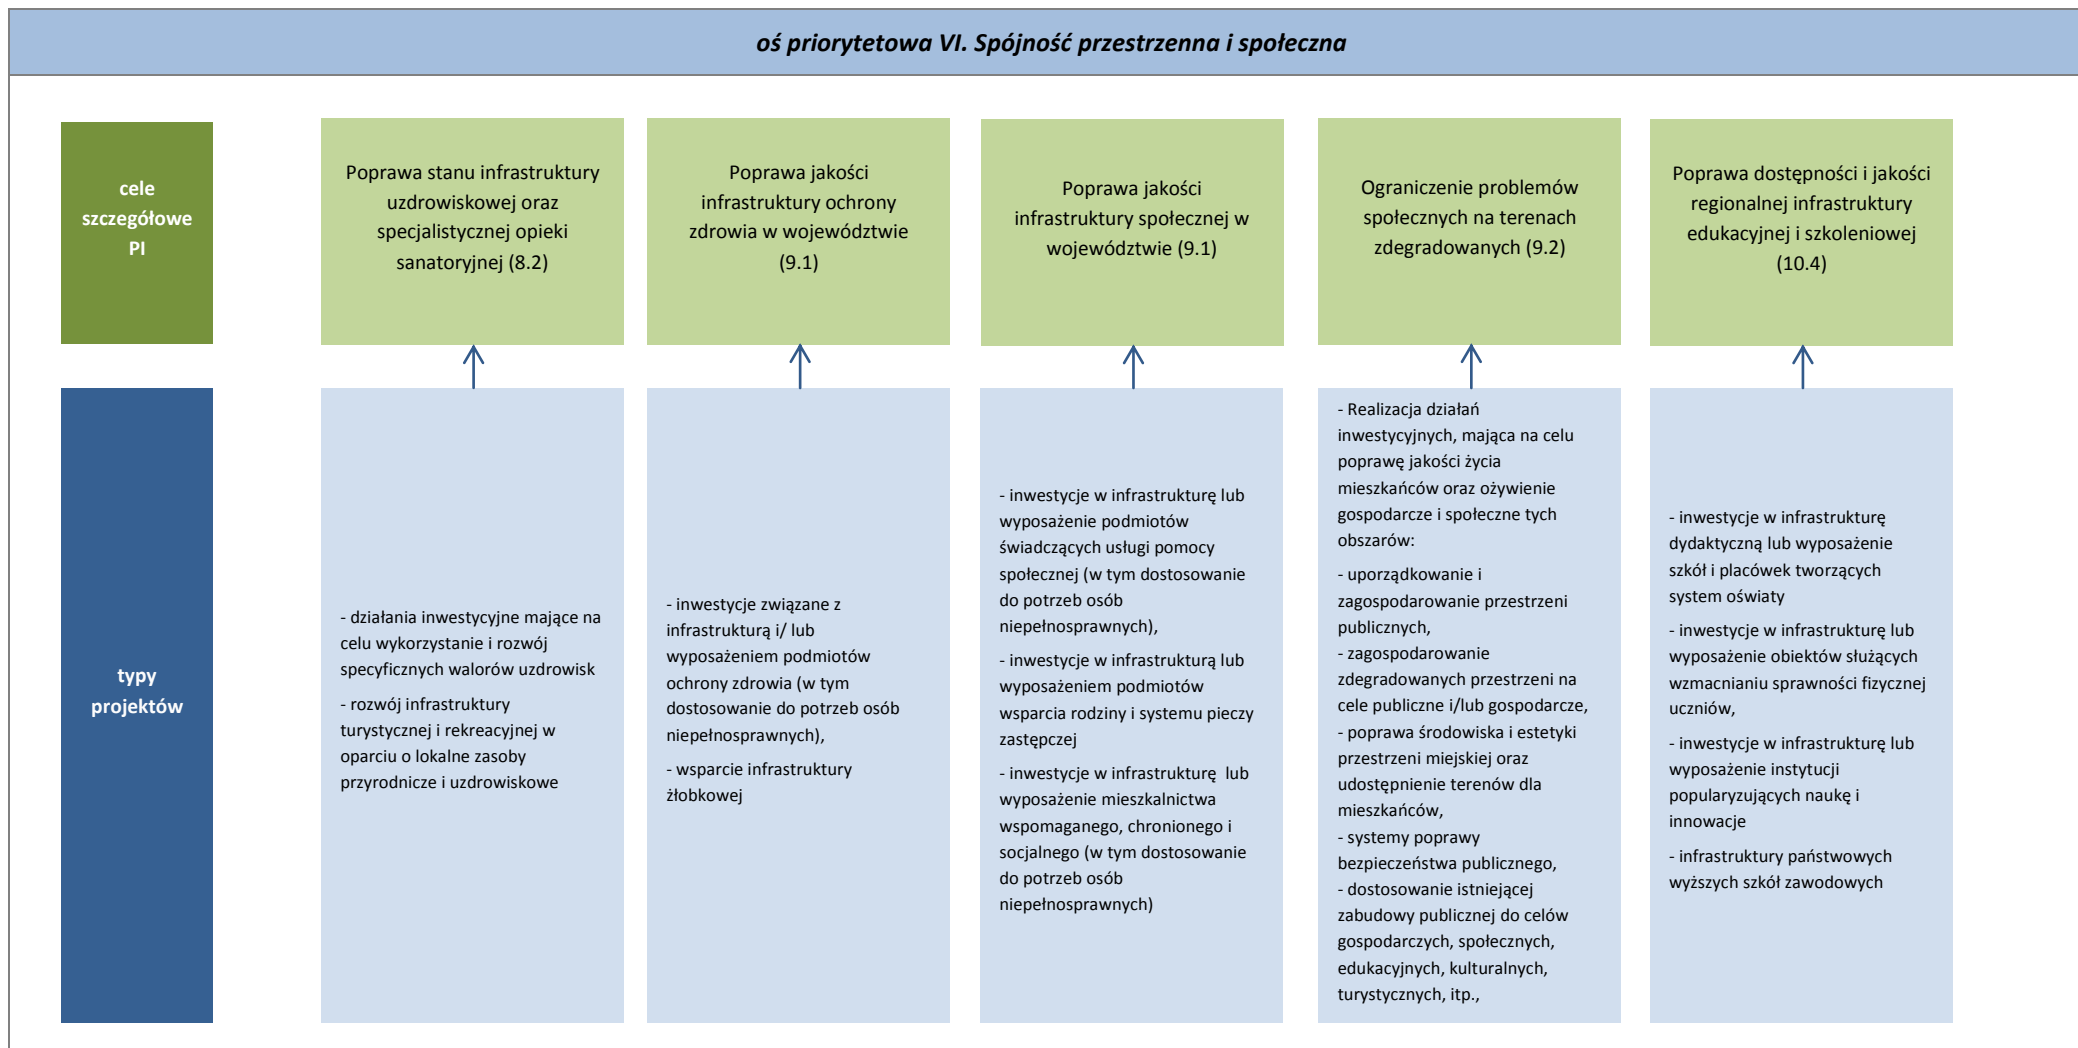 oś priorytetowa VI. Spójność przestrzenna i społeczna
cele
szczegółowe
PI
Poprawa stanu infrastruktury
uzdrowiskowej oraz
specjalistycznej opieki
sanatoryjnej (8.2)
Poprawa jakości
infrastruktury ochrony
zdrowia w województwie
(9.1)
Poprawa jakości
infrastruktury społecznej w
województwie (9.1)
Ograniczenie problemów
społecznych na terenach
zdegradowanych (9.2)
Poprawa dostępności i jakości
regionalnej infrastruktury
edukacyjnej i szkoleniowej
(10.4)
typy
projektów
- działania inwestycyjne mające na
celu wykorzystanie i rozwój
specyficznych walorów uzdrowisk
- rozwój infrastruktury
turystycznej i rekreacyjnej w
oparciu o lokalne zasoby
przyrodnicze i uzdrowiskowe
- inwestycje związane z
infrastrukturą i/ lub
wyposażeniem podmiotów
ochrony zdrowia (w tym
dostosowanie do potrzeb osób
niepełnosprawnych),
- wsparcie infrastruktury
żłobkowej
- inwestycje w infrastrukturę lub
wyposażenie podmiotów
świadczących usługi pomocy
społecznej (w tym dostosowanie
do potrzeb osób
niepełnosprawnych),
- inwestycje w infrastrukturą lub
wyposażeniem podmiotów
wsparcia rodziny i systemu pieczy
zastępczej
- inwestycje w infrastrukturę  lub
wyposażenie mieszkalnictwa
wspomaganego, chronionego i
socjalnego (w tym dostosowanie
do potrzeb osób
niepełnosprawnych)
- Realizacja działań
inwestycyjnych, mająca na celu
poprawę jakości życia
mieszkańców oraz ożywienie
gospodarcze i społeczne tych
obszarów:
- uporządkowanie i
zagospodarowanie przestrzeni
publicznych,
- zagospodarowanie
zdegradowanych przestrzeni na
cele publiczne i/lub gospodarcze,
- poprawa środowiska i estetyki
przestrzeni miejskiej oraz
udostępnienie terenów dla
mieszkańców,
- systemy poprawy
bezpieczeństwa publicznego,
- dostosowanie istniejącej
zabudowy publicznej do celów
gospodarczych, społecznych,
edukacyjnych, kulturalnych,
turystycznych, itp.,
- inwestycje w infrastrukturę
dydaktyczną lub wyposażenie
szkół i placówek tworzących
system oświaty
- inwestycje w infrastrukturę lub
wyposażenie obiektów służących
wzmacnianiu sprawności fizycznej
uczniów,
- inwestycje w infrastrukturę lub
wyposażenie instytucji
popularyzujących naukę i
innowacje
- infrastruktury państwowych
wyższych szkół zawodowych